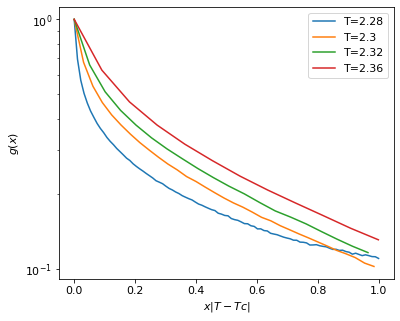 10⁰
T=2.28
T=2.3
T=2.32
T=2.36
g(x)
10⁻¹
0.0 0.2 0.4 0.6 0.8 1.0
x|T − Tc|